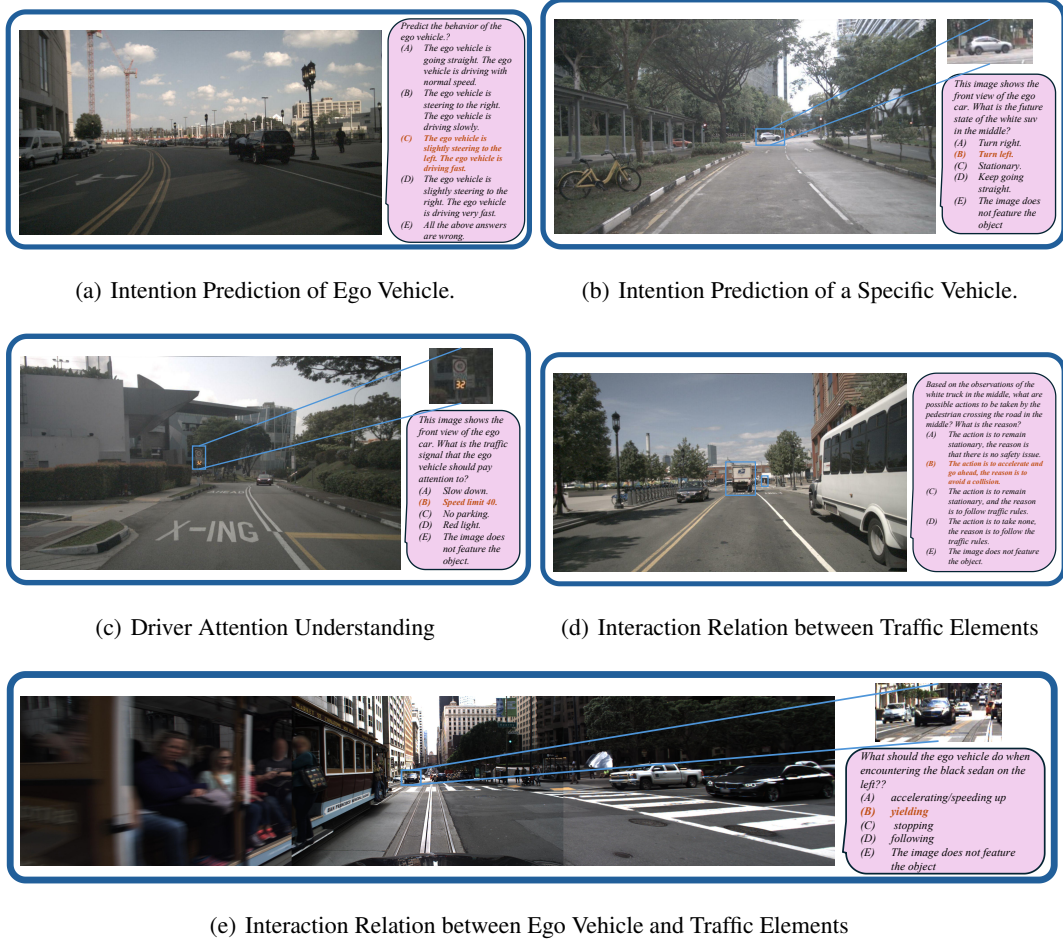 Predict the behavior of the
ego vehicle.?
(A) The ego vehicle is
going straight. The ego
vehicle is driving with
normal speed.
(B) The ego vehicle is
steering to the right.
The ego vehicle is
driving slowly.
(C) The ego vehicle is
slightly steering to the
left. The ego vehicle is
driving fast.
(D) The ego vehicle is
slightly steering to the
right. The ego vehicle
is driving very fast.
(E) All the above answers
are wrong.
(a) Intention Prediction of Ego Vehicle.
This image shows the
front view of the ego
car. What is the future
state of the white suv
in the middle?
(A) Turn right.
(B) Turn left.
(C) Stationary.
(D) Keep going
straight.
(E) The image does
not feature the
object
(b) Intention Prediction of a Specific Vehicle.
32
X-ING
32
This image shows the
front view of the ego
car. What is the traffic
signal that the ego
vehicle should pay
attention to?
(A) Slow down.
(B) Speed limit 40.
(C) No parking.
(D) Red light.
(E) The image does
not feature the
object.
(c) Driver Attention Understanding
Based on the observations of the
white truck in the middle, what are
possible actions to be taken by the
pedestrian crossing the road in the
middle? What is the reason?
(A) The action is to remain
stationary, the reason is
that there is no safety issue.
(B) The action is to accelerate and
go ahead, the reason is to
avoid a collision.
(C) The action is to remain
stationary, and the reason
is to follow traffic rules.
(D) The action is to take none,
the reason is to follow the
traffic rules.
(E) The image does not feature
the object.
(d) Interaction Relation between Traffic Elements
What should the ego vehicle do when
encountering the black sedan on the
left??
(A) accelerating/speeding up
(B) yielding
(C) stopping
(D) following
(E) The image does not feature
the object
(e) Interaction Relation between Ego Vehicle and Traffic Elements